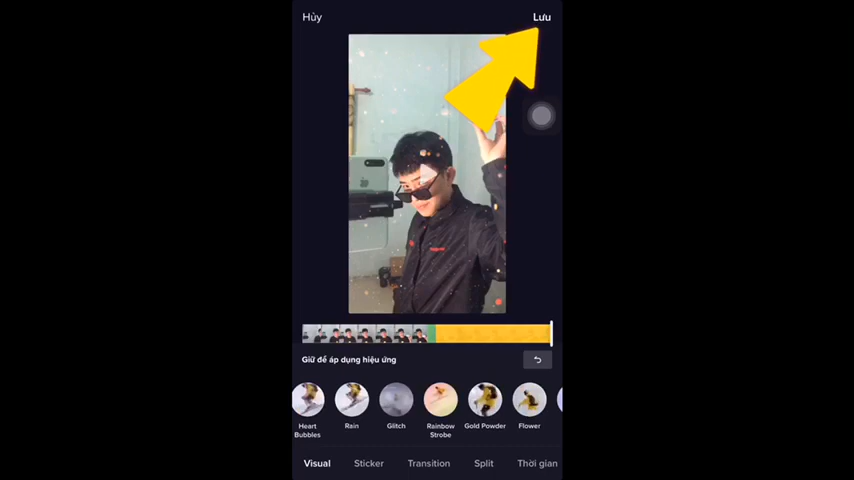 Hủy
Lưu
Giữ để áp dụng hiệu ứng
Heart Bubbles
Rain
Glitch
Rainbow Strobe
Gold Powder
Flower
Visual
Sticker
Transition
Split
Thời gian